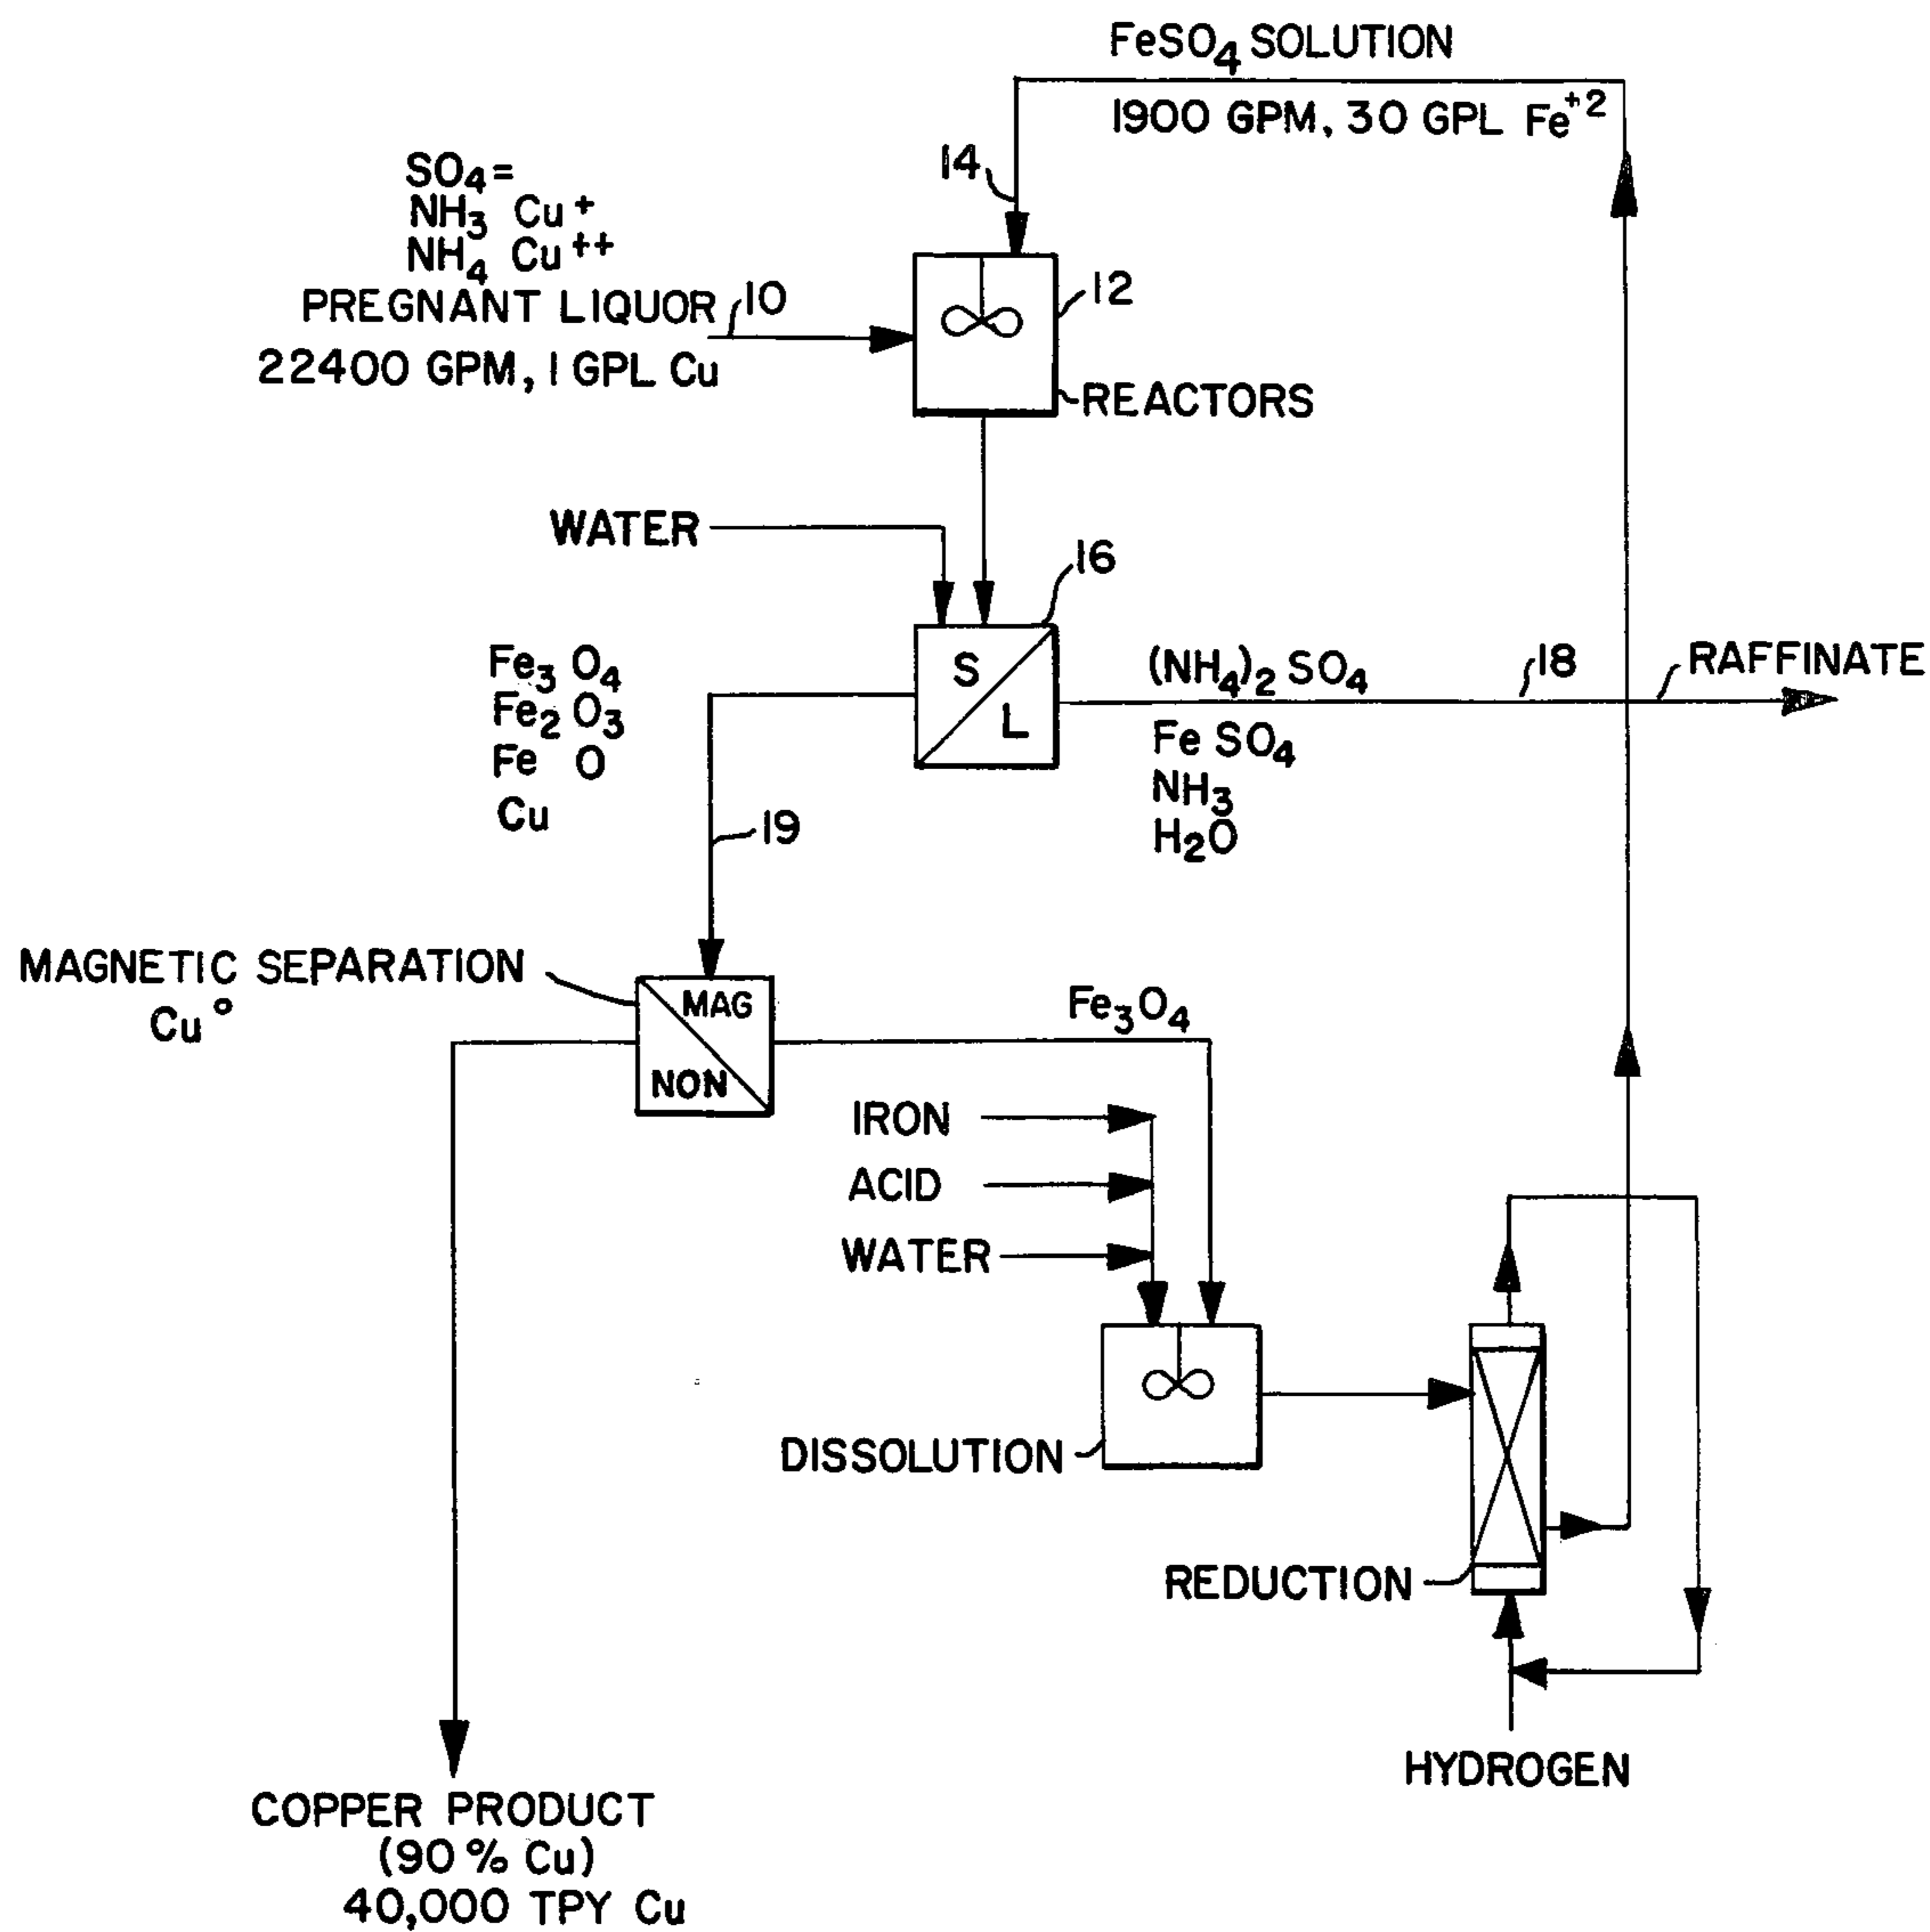 FeSO4 SOLUTION
1900 GPM, 30 GPL Fe+2
14
SO4=
NH3 Cu+
NH4 Cu++
PREGNANT LIQUOR
10
22400 GPM, 1 GPL Cu
12
REACTORS
WATER
16
S
L
Fe3 O4
Fe2 O3
Fe O
Cu
(NH4)2 SO4
18
RAFFINATE
Fe SO4
NH3
H2O
19
MAGNETIC SEPARATION
Cu°
MAG
NON
Fe3O4
IRON
ACID
WATER
DISSOLUTION
REDUCTION
HYDROGEN
COPPER PRODUCT
(90 % Cu)
40,000 TPY Cu